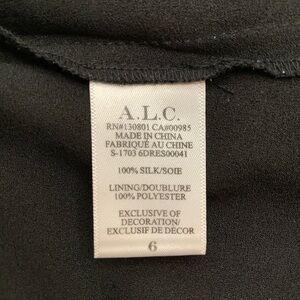 A.L.C.
RN#130801 CA#00985
MADE IN CHINA
FABRIQUÉ AU CHINE
S-1703 6DRES00041
100% SILK/SOIE
LINING/DOUBLURE
100% POLYESTER
EXCLUSIVE OF
DECORATION/
EXCLUSIF DE DÉCOR
6